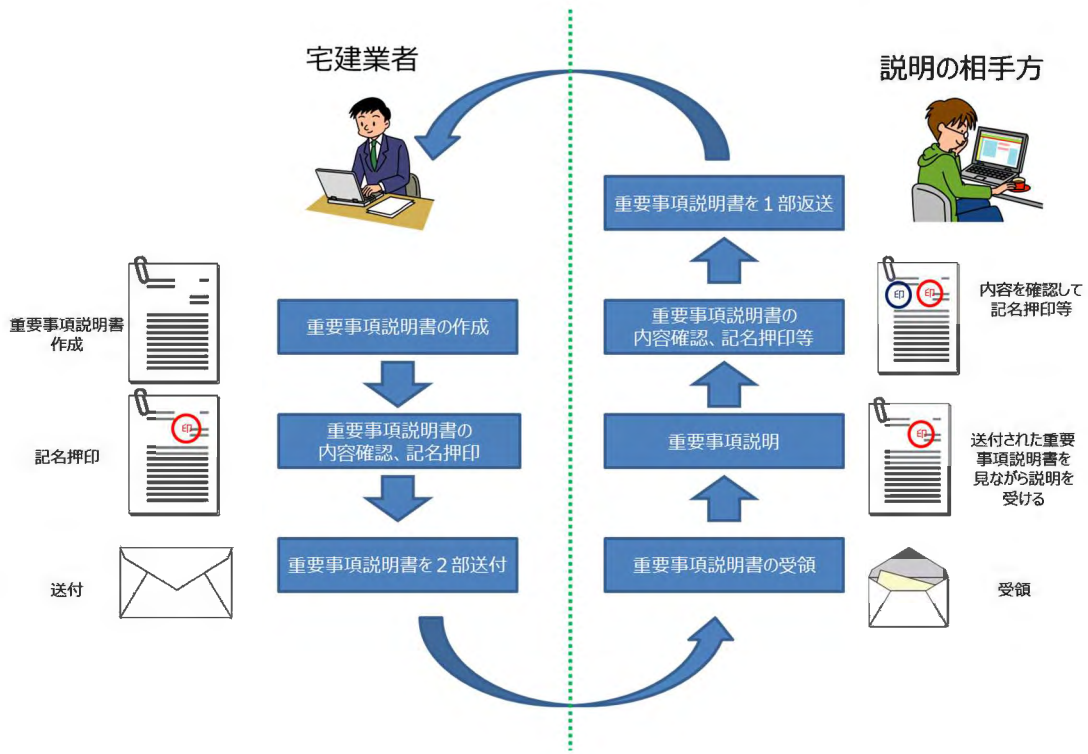 宅建業者
重要事項説明書
作成
重要事項説明書の作成
記名押印
印
重要事項説明書の
内容確認、記名押印
送付
重要事項説明書を2部送付
説明の相手方
重要事項説明書を1部返送
重要事項説明書の
内容確認、記名押印等
印
印
内容を確認して
記名押印等
重要事項説明
印
送付された重要
事項説明書を
見ながら説明を
受ける
重要事項説明書の受領
受領